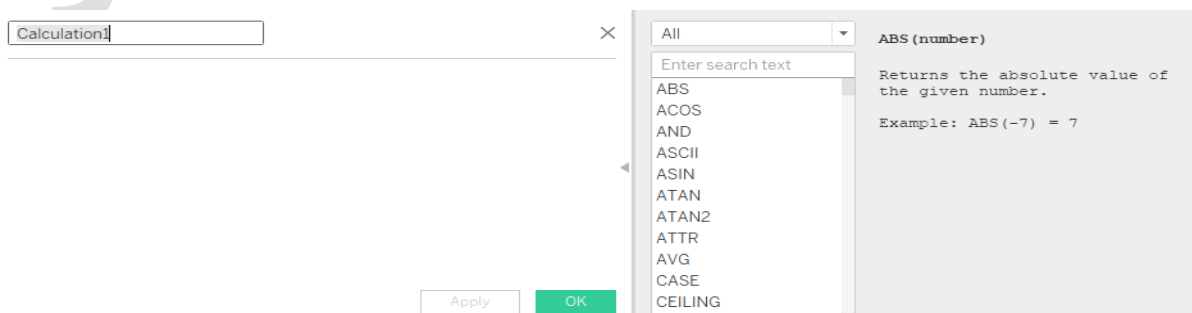 Calculation1
Apply
OK
All
Enter search text
ABS
ACOS
AND
ASCII
ASIN
ATAN
ATAN2
ATTR
AVG
CASE
CEILING
ABS(number)
Returns the absolute value of
the given number.
Example: ABS(-7) = 7